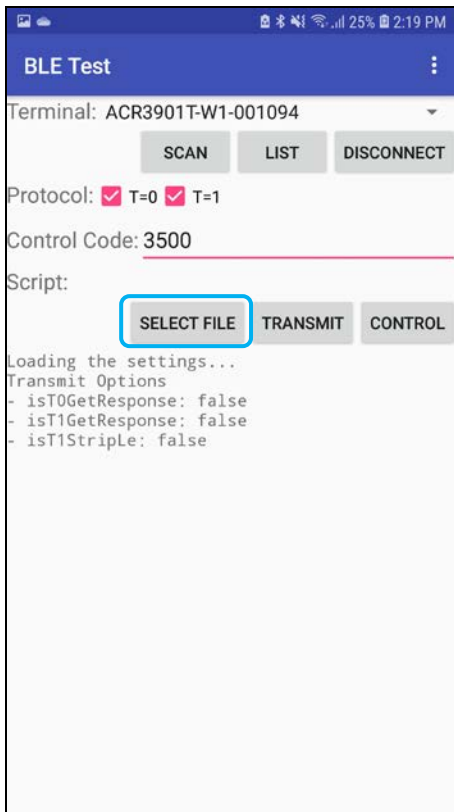 25% 2:19 PM
BLE Test
Terminal: ACR3901T-W1-001094
SCAN LIST DISCONNECT
Protocol: T=0 T=1
Control Code: 3500
Script:
SELECT FILE TRANSMIT CONTROL
Loading the settings...
Transmit Options
- isT0GetResponse: false
- isT1GetResponse: false
- isT1StripLe: false